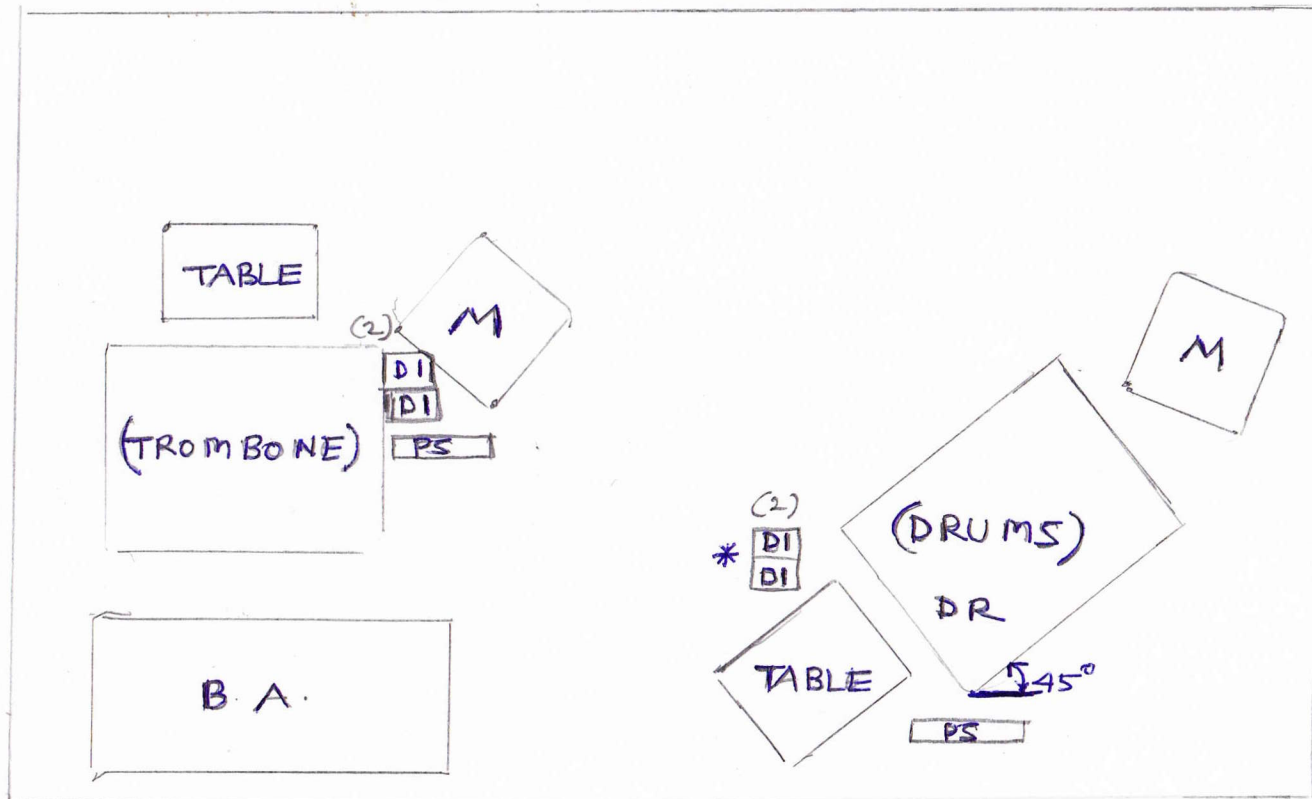 TABLE
M
(2)
DI
DI
(TROMBONE)
PS
B.A.
M
(DRUMS)
DR
(2)
*
DI
DI
TABLE
45°
PS